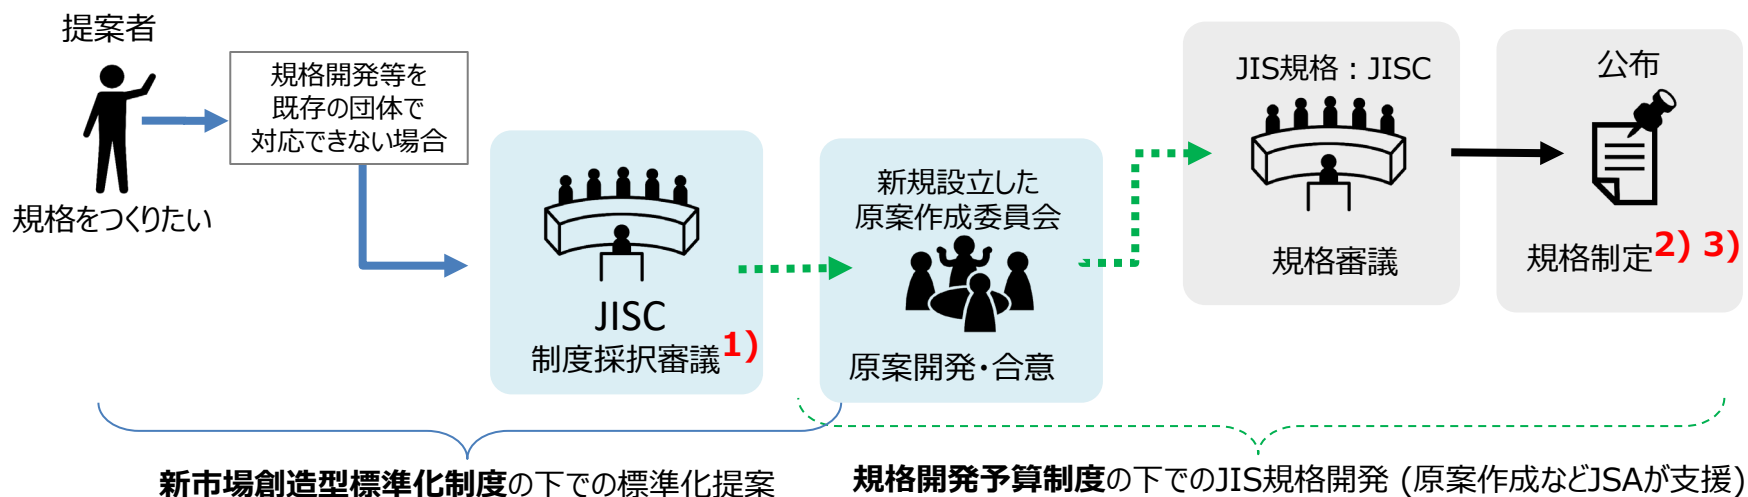 提案者
規格をつくりたい
規格開発等を
既存の団体で
対応できない場合
JISC
制度採択審議1)
新規設立した
原案作成委員会
原案開発・合意
JIS規格：JISC
規格審議
公布
規格制定2) 3)
新市場創造型標準化制度の下での標準化提案
規格開発予算制度の下でのJIS規格開発 (原案作成などJSAが支援)